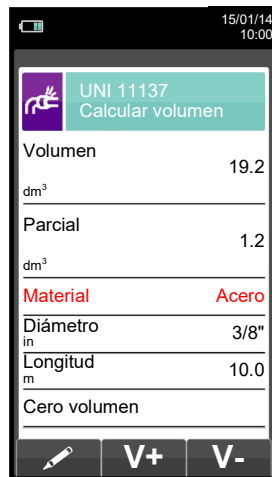 15/01/14
10:00
UNI 11137
Calcular volumen
Volumen
19.2
dm³
Parcial
1.2
dm³
Material Acero
Diámetro
in
3/8"
Longitud
m
10.0
Cero volumen
V+ V-